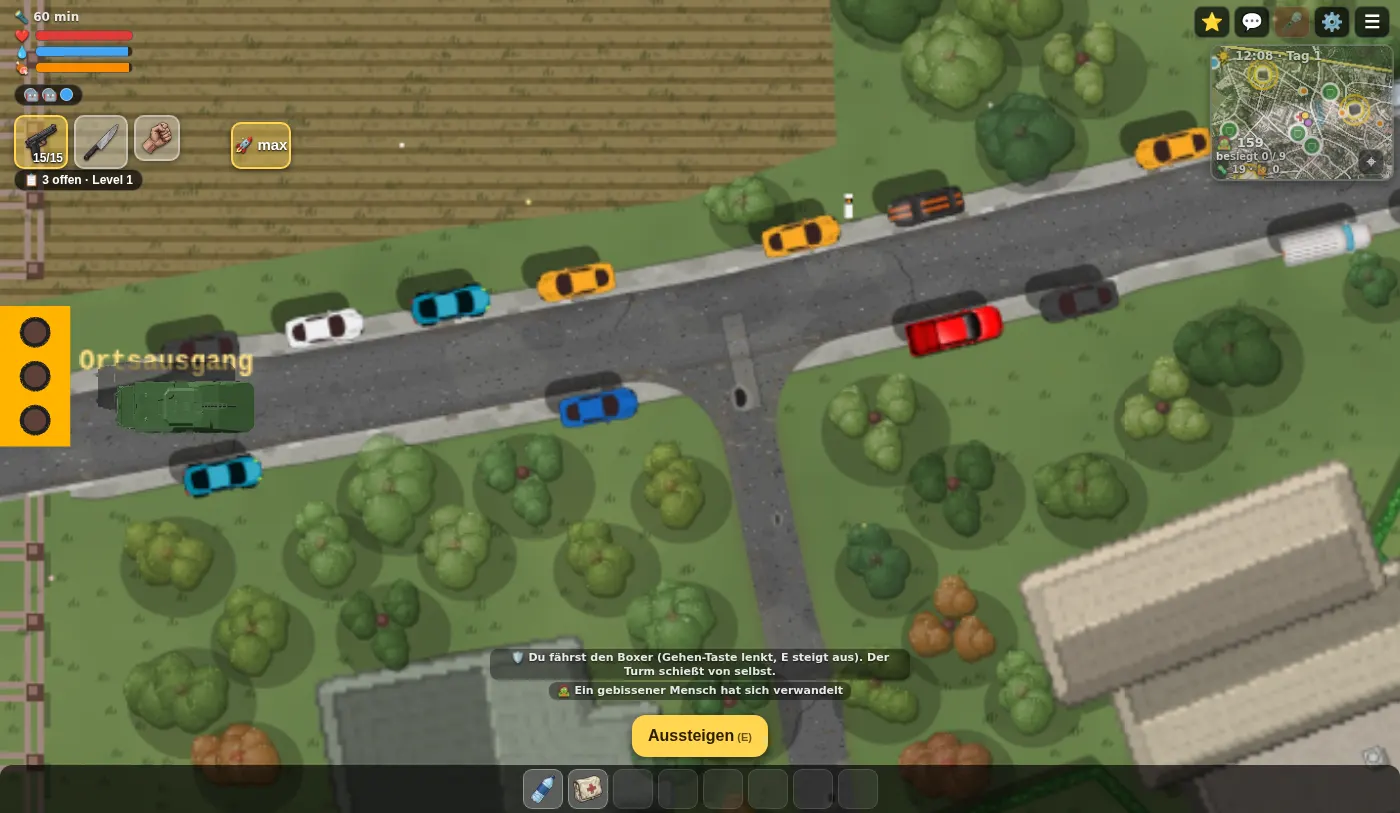 60 min
15/15
max
3 offen · Level 1
12:08 · Tag 1
159
besiegt 0 / 9
19 · 0
Ortsausgang
Du fährst den Boxer (Gehen-Taste lenkt, E steigt aus). Der
Turm schießt von selbst.
Ein gebissener Mensch hat sich verwandelt
Aussteigen (E)